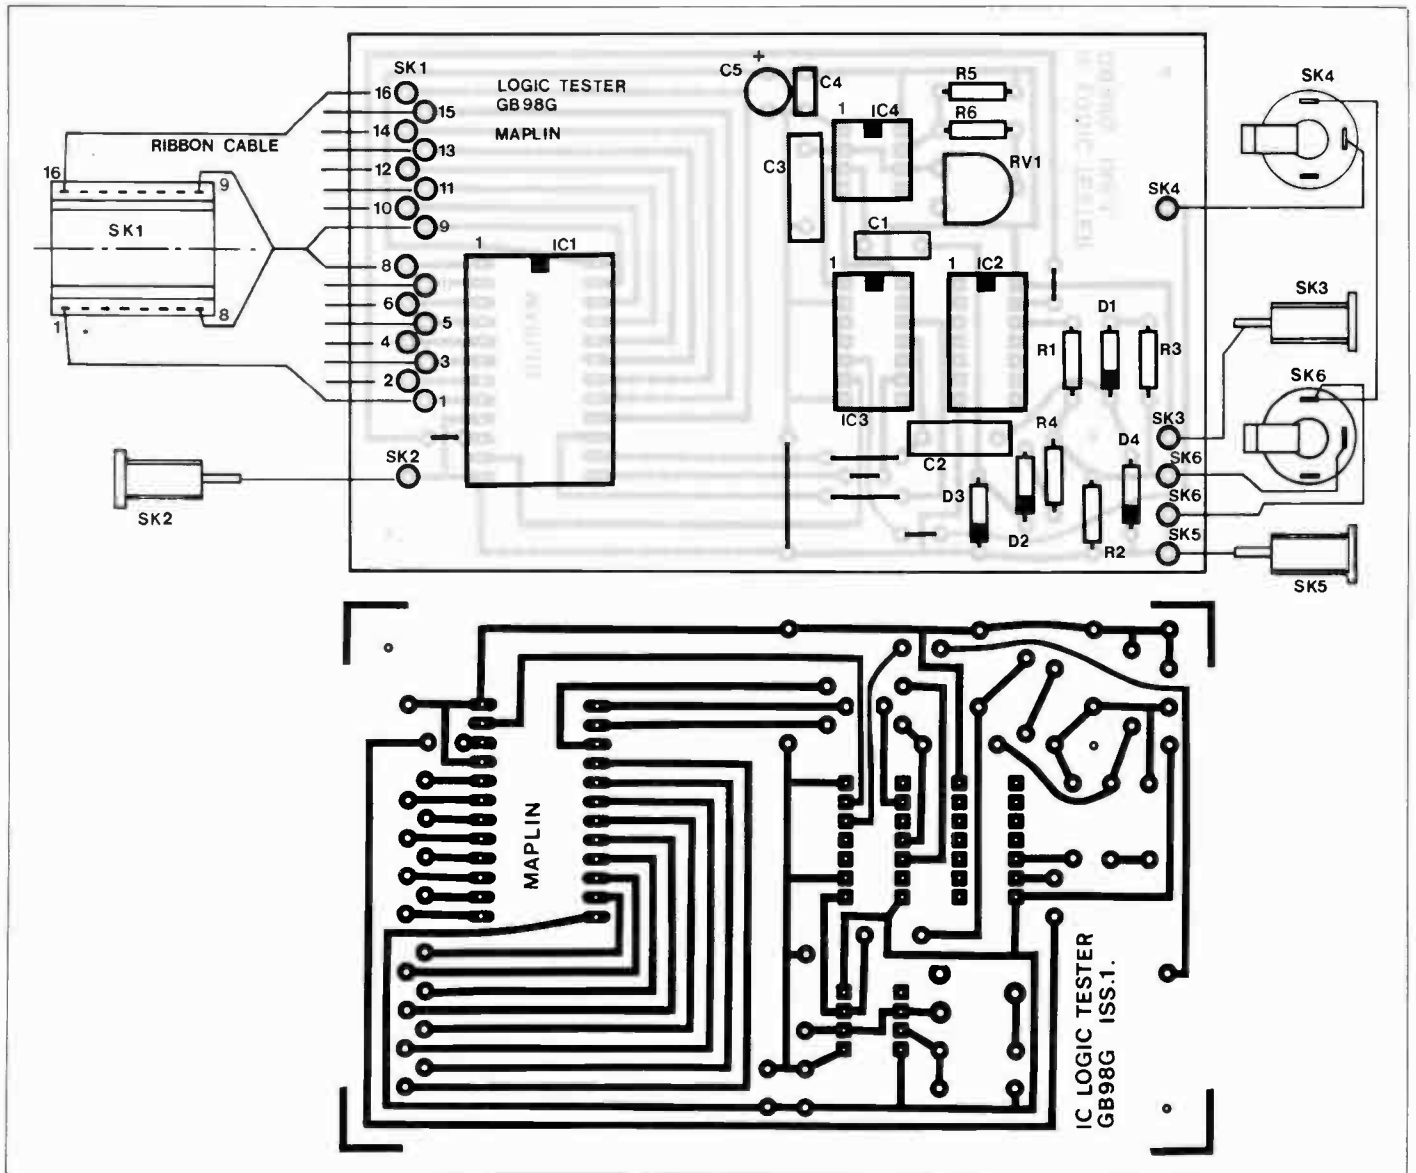 SK1
16
15
14
13
12
11
10
9
8
6
5
4
3
2
1
LOGIC TESTER
GB98G
MAPLIN
RIBBON CABLE
16
9
SK1
1
8
SK2
SK2
1
IC1
C5
+
C4
1
IC4
R5
R6
C3
RV1
C1
1
1
IC2
IC3
C2
R1
D1
R3
R4
D4
D3
D2
R2
SK4
SK4
SK3
SK3
SK6
SK6
SK6
SK5
SK5
MAPLIN
IC LOGIC TESTER
GB98G ISS.1.